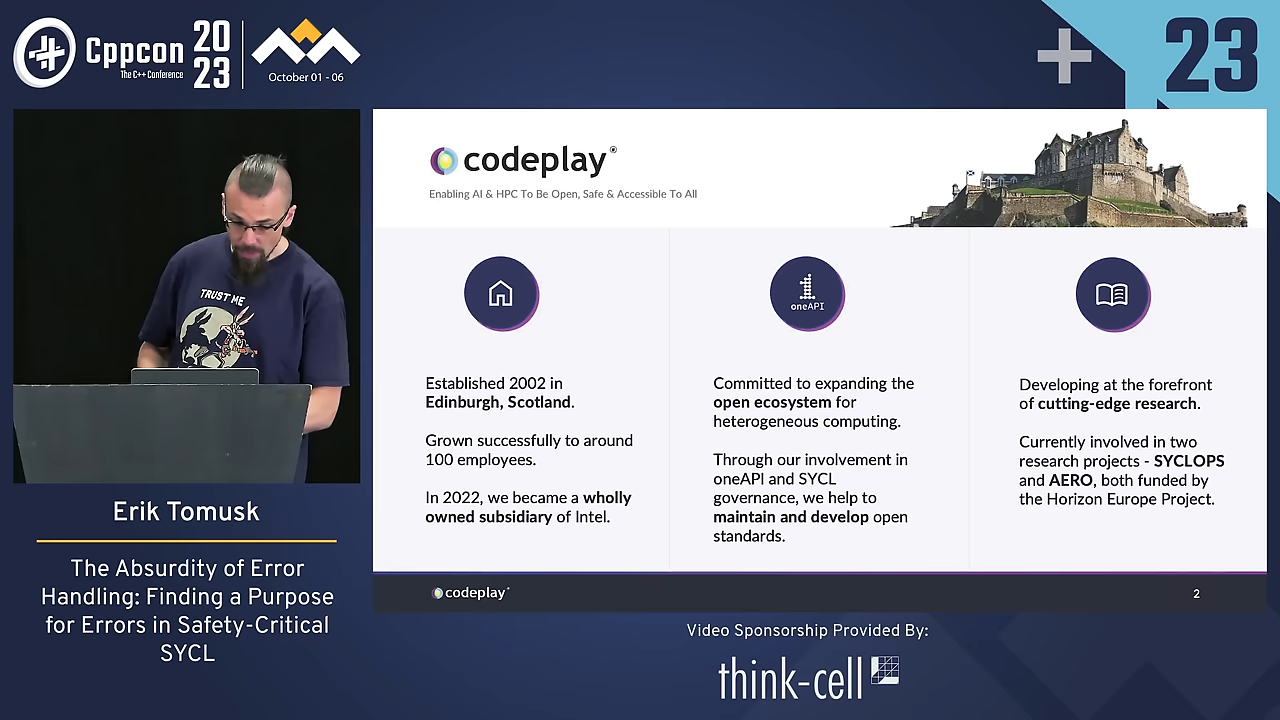 Cppcon
The C++ Conference
20
23
October 01 - 06
23
TRUST ME
Erik Tomusk
The Absurdity of Error
Handling: Finding a Purpose
for Errors in Safety-Critical
SYCL
codeplay®
Enabling AI & HPC To Be Open, Safe & Accessible To All
Established 2002 in
Edinburgh, Scotland.
Grown successfully to around
100 employees.
In 2022, we became a wholly
owned subsidiary of Intel.
oneAPI
Committed to expanding the
open ecosystem for
heterogeneous computing.
Through our involvement in
oneAPI and SYCL
governance, we help to
maintain and develop open
standards.
Developing at the forefront
of cutting-edge research.
Currently involved in two
research projects - SYCLOPS
and AERO, both funded by
the Horizon Europe Project.
codeplay®
2
Video Sponsorship Provided By:
think-cell